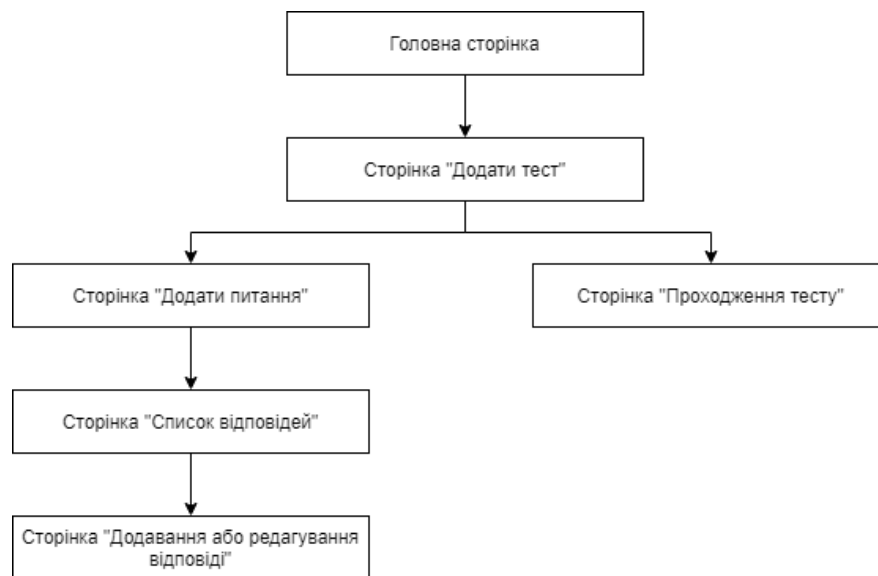 Головна сторінка
Сторінка "Додати тест"
Сторінка "Додати питання"
Сторінка "Проходження тесту"
Сторінка "Список відповідей"
Сторінка "Додавання або редагування
відповіді"